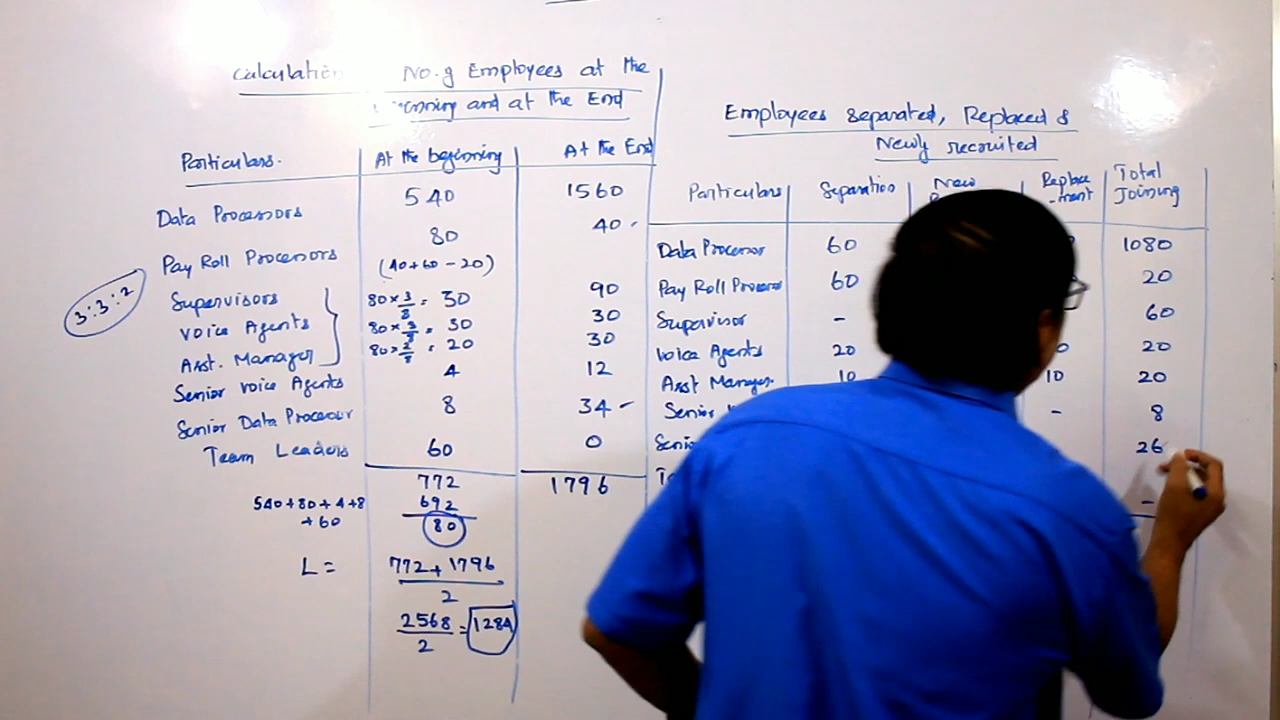 Calculation No. g Employees at the
and at the End
Particulars. At the beginning At the End
Data Processors 540 1560
Pay Roll Processors 80 40
(40+60-20)
Supervisors 80 × 3/8 = 30 90
Voice Agents 80 × 3/8 = 30 30
Asst. Manager 80 × 2/8 = 20 30
3:3:2
Senior Voice Agents 4 12
Senior Data Processor 8 34
Team Leaders 60 0
772 1796
540+80+4+8
+60
692
80
L = 772 + 1796
2
2568
2
= 1284
Employees Separated, Replaced &
Newly recruited
Particulars Separation New Replace
-ment Total
Joining
Data Processor 60 1080
Pay Roll Process 60 20
Supervisor - 60
Voice Agents 20 20
Asst Manager 10 10 20
Senior - 8
26
-